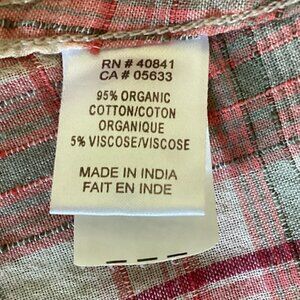 RN # 40841
CA # 05633
95% ORGANIC
COTTON/COTON
ORGANIQUE
5% VISCOSE/VISCOSE
MADE IN INDIA
FAIT EN INDE